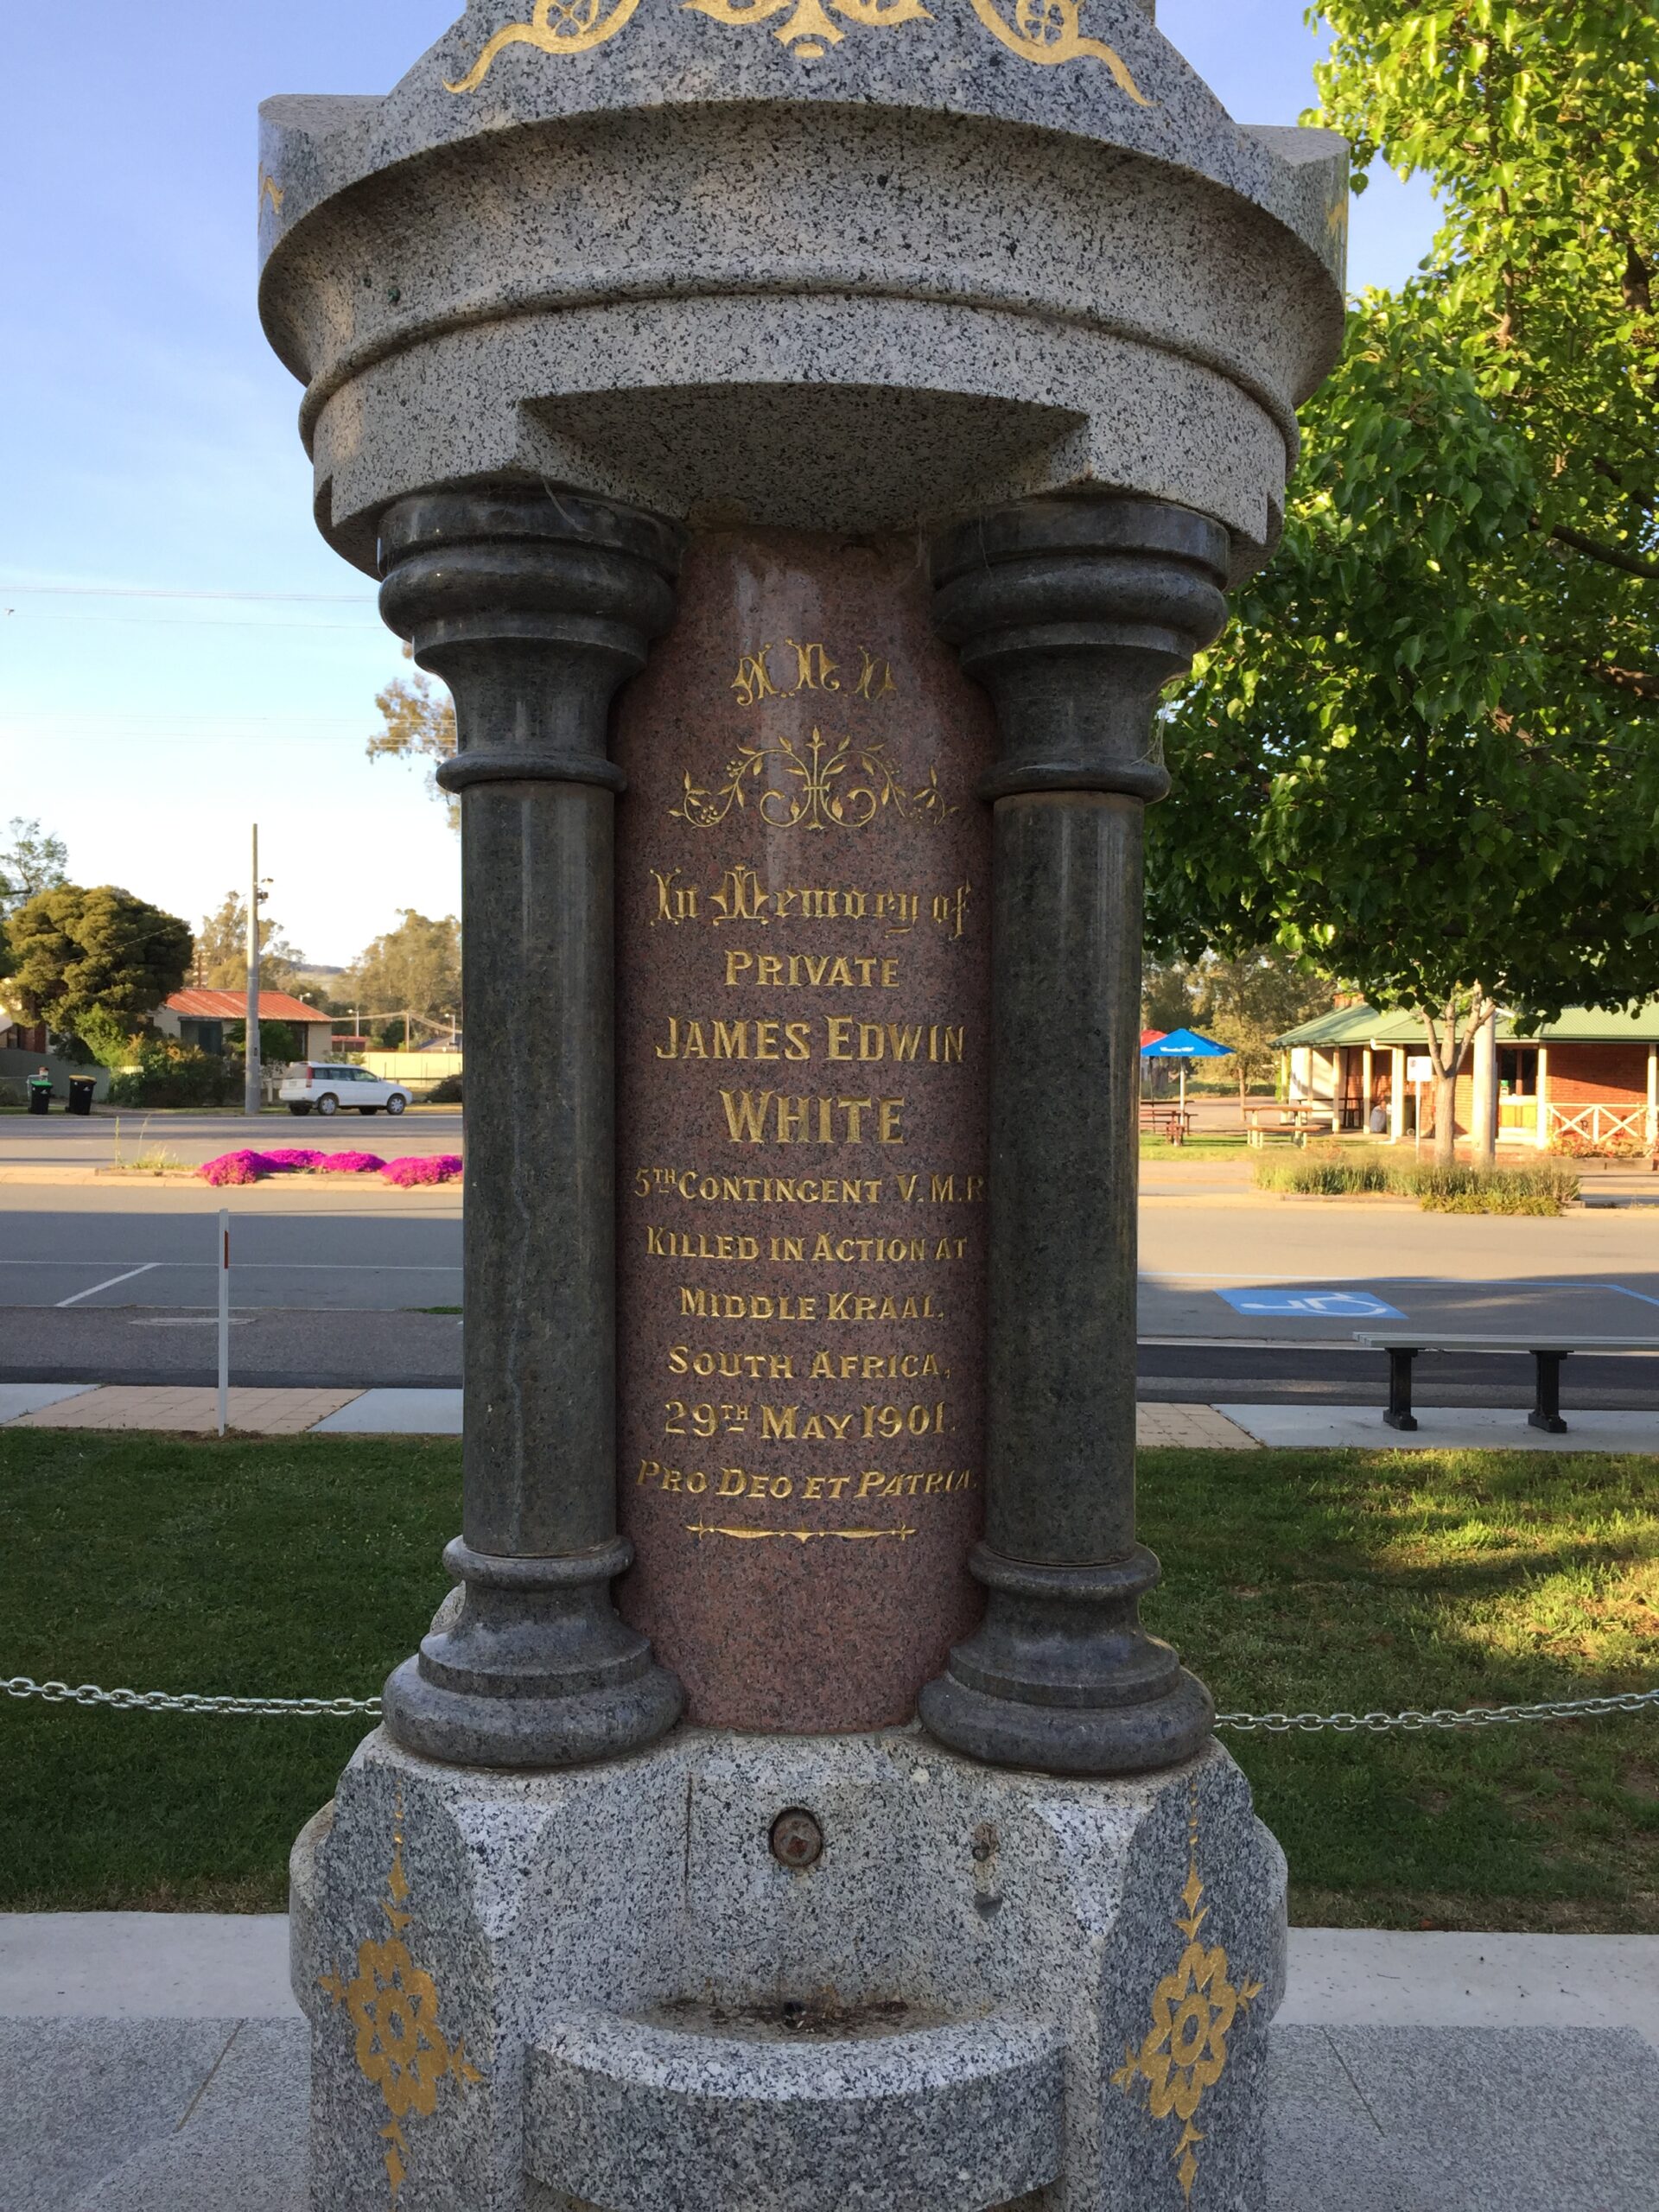 In Memory of
PRIVATE
JAMES EDWIN
WHITE
5TH CONTINGENT V.M.R
KILLED IN ACTION AT
MIDDLE KRAAL,
SOUTH AFRICA,
29TH MAY 1901.
PRO DEO ET PATRIA.